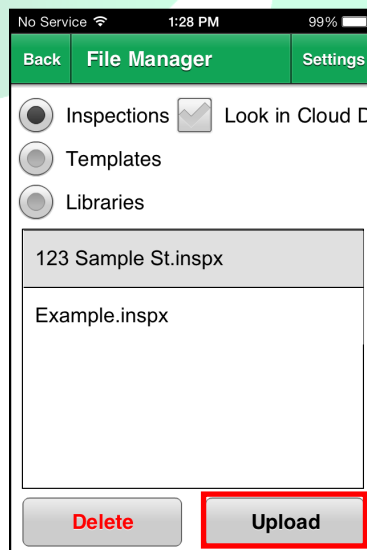 No Service 1:28 PM 99%
Back File Manager Settings
Inspections Look in Cloud D
Templates
Libraries
123 Sample St.inspx
Example.inspx
Delete Upload